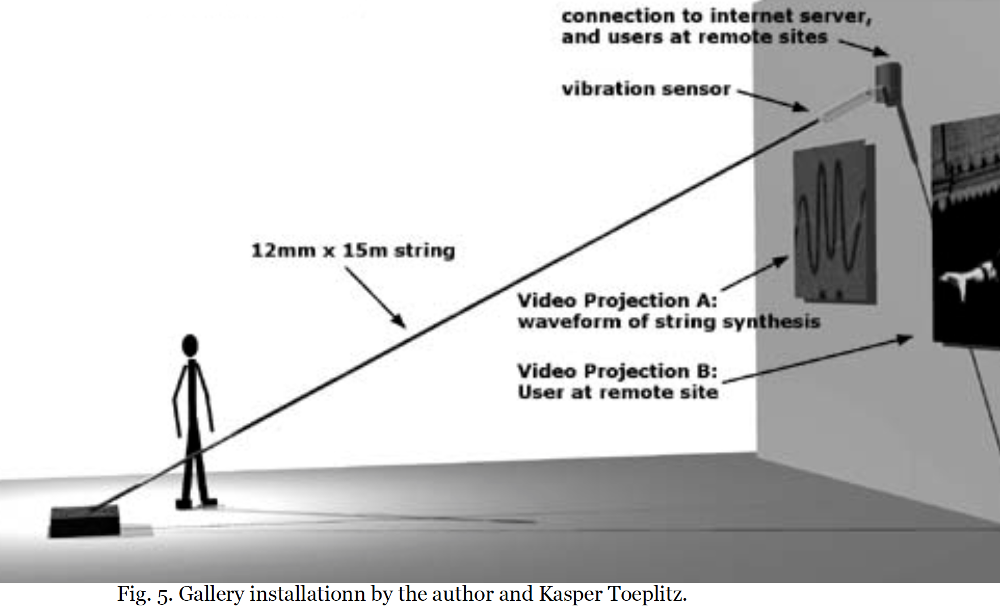 connection to internet server,
and users at remote sites
vibration sensor
12mm x 15m string
Video Projection A:
waveform of string synthesis
Video Projection B:
User at remote site
Fig. 5. Gallery installationn by the author and Kasper Toeplitz.